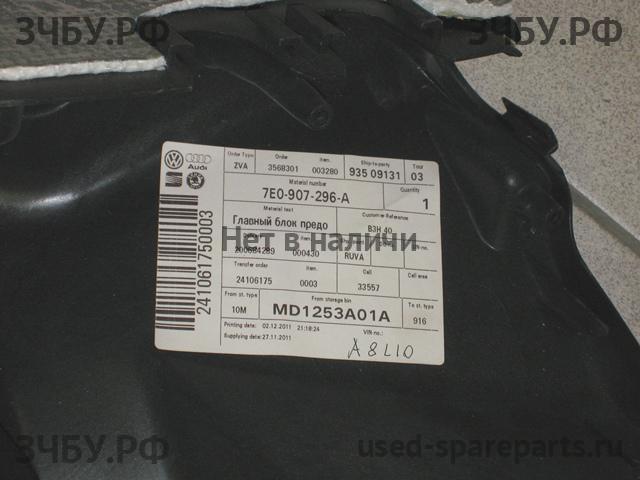 ЗЧБУ.РФ ЗЧБУ.РФ
Audi
Order Type Order Item. Ship-to-party Tour
ZVA 3568301 003280 935 09131 03
Material number Quantity
7E0-907-296-A 1
Material text Customer Reference
Главный блок предо B3H 40
Нет в наличи
Item.
200684289 000430 RUVA
Transfer order Item. Cell Cell area
24106175 0003 33557
From st. type From storage bin To st. type
10M MD1253A01A 916
Printing date: 02.12.2011 21:18:24 VIN no.:
Supplying date: 27.11.2011
A8L10
241061750003
ЗЧБУ.РФ used-spareparts.ru